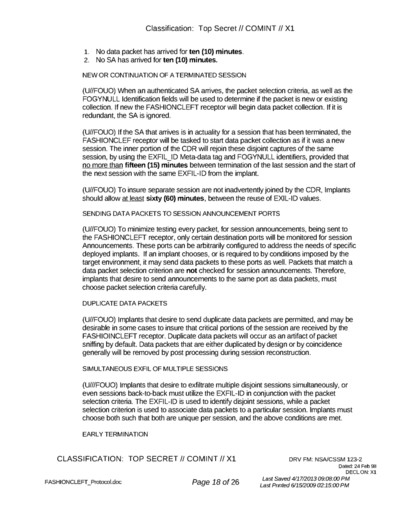 Classification: Top Secret // COMINT // X1
1. No data packet has arrived for ten (10) minutes.
2. No SA has arrived for ten (10) minutes.
NEW OR CONTINUATION OF A TERMINATED SESSION
(U//FOUO) When an authenticated SA arrives, the packet selection criteria, as well as the
FOGYNULL Identification fields will be used to determine if the packet is new or existing
collection. If new the FASHIONCLEFT receptor will begin data packet collection. If it is
redundant, the SA is ignored.
(U//FOUO) If the SA that arrives is in actuality for a session that has been terminated, the
FASHIONCLEF receptor will be tasked to start data packet collection as if it was a new
session. The inner portion of the CDR will rejoin these disjoint captures of the same
session, by using the EXFIL_ID Meta-data tag and FOGYNULL identifiers, provided that
no more than fifteen (15) minutes between termination of the last session and the start of
the next session with the same EXFIL-ID from the implant.
(U//FOUO) To insure separate session are not inadvertently joined by the CDR, Implants
should allow at least sixty (60) minutes, between the reuse of EXIL-ID values.
SENDING DATA PACKETS TO SESSION ANNOUNCEMENT PORTS
(U//FOUO) To minimize testing every packet, for session announcements, being sent to
the FASHIONCLEFT receptor, only certain destination ports will be monitored for session
Announcements. These ports can be arbitrarily configured to address the needs of specific
deployed implants. If an implant chooses, or is required to by conditions imposed by the
target environment, it may send data packets to these ports as well. Packets that match a
data packet selection criterion are not checked for session announcements. Therefore,
implants that desire to send announcements to the same port as data packets, must
choose packet selection criteria carefully.
DUPLICATE DATA PACKETS
(U//FOUO) Implants that desire to send duplicate data packets are permitted, and may be
desirable in some cases to insure that critical portions of the session are received by the
FASHIOINCLEFT receptor. Duplicate data packets will occur as an artifact of packet
sniffing by default. Data packets that are either duplicated by design or by coincidence
generally will be removed by post processing during session reconstruction.
SIMULTANEOUS EXFIL OF MULTIPLE SESSIONS
(U///FOUO) Implants that desire to exfiltrate multiple disjoint sessions simultaneously, or
even sessions back-to-back must utilize the EXFIL-ID in conjunction with the packet
selection criteria. The EXFIL-ID is used to identify disjoint sessions, while a packet
selection criterion is used to associate data packets to a particular session. Implants must
choose both such that both are unique per session, and the above conditions are met.
EARLY TERMINATION
CLASSIFICATION: TOP SECRET // COMINT // X1
DRV FM: NSA/CSSM 123-2
Dated: 24 Feb 98
DECL ON: X1
FASHIONCLEFT_Protocol.doc
Page 18 of 26
Last Saved 4/17/2013 09:08:00 PM
Last Printed 6/15/2009 02:15:00 PM